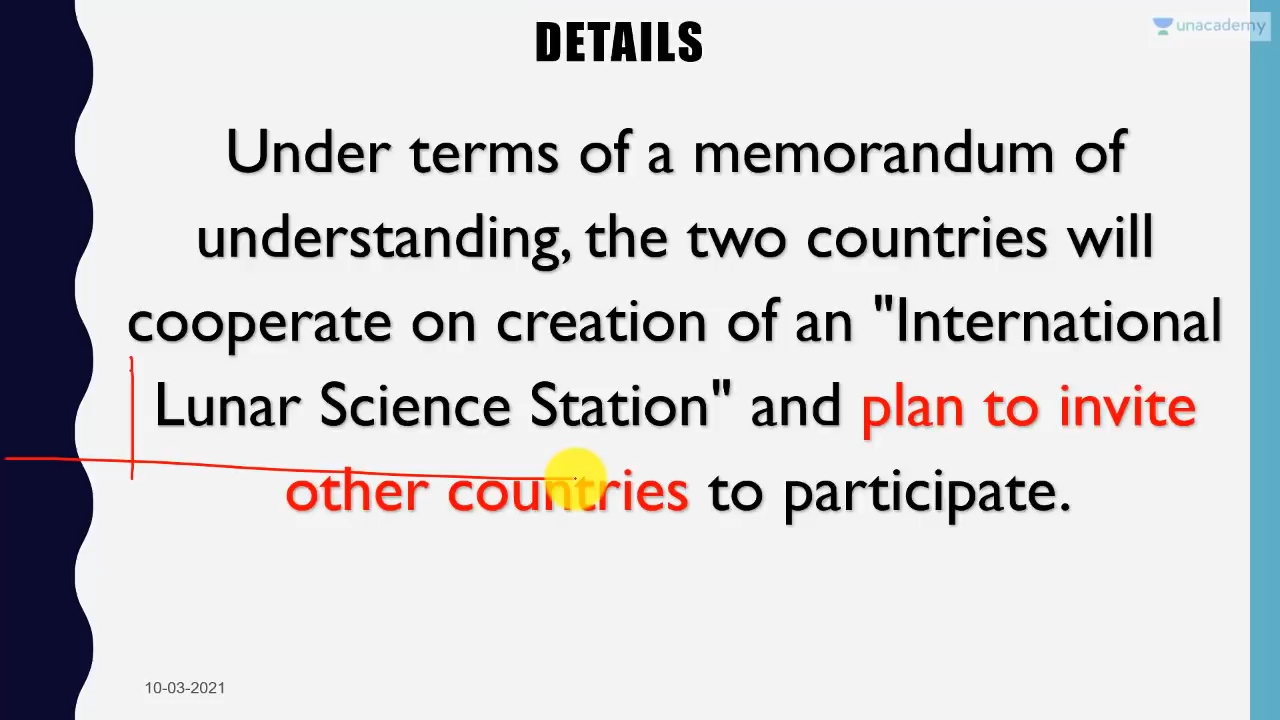 DETAILS
unacademy
Under terms of a memorandum of
understanding, the two countries will
cooperate on creation of an "International
Lunar Science Station" and plan to invite
other countries to participate.
10-03-2021